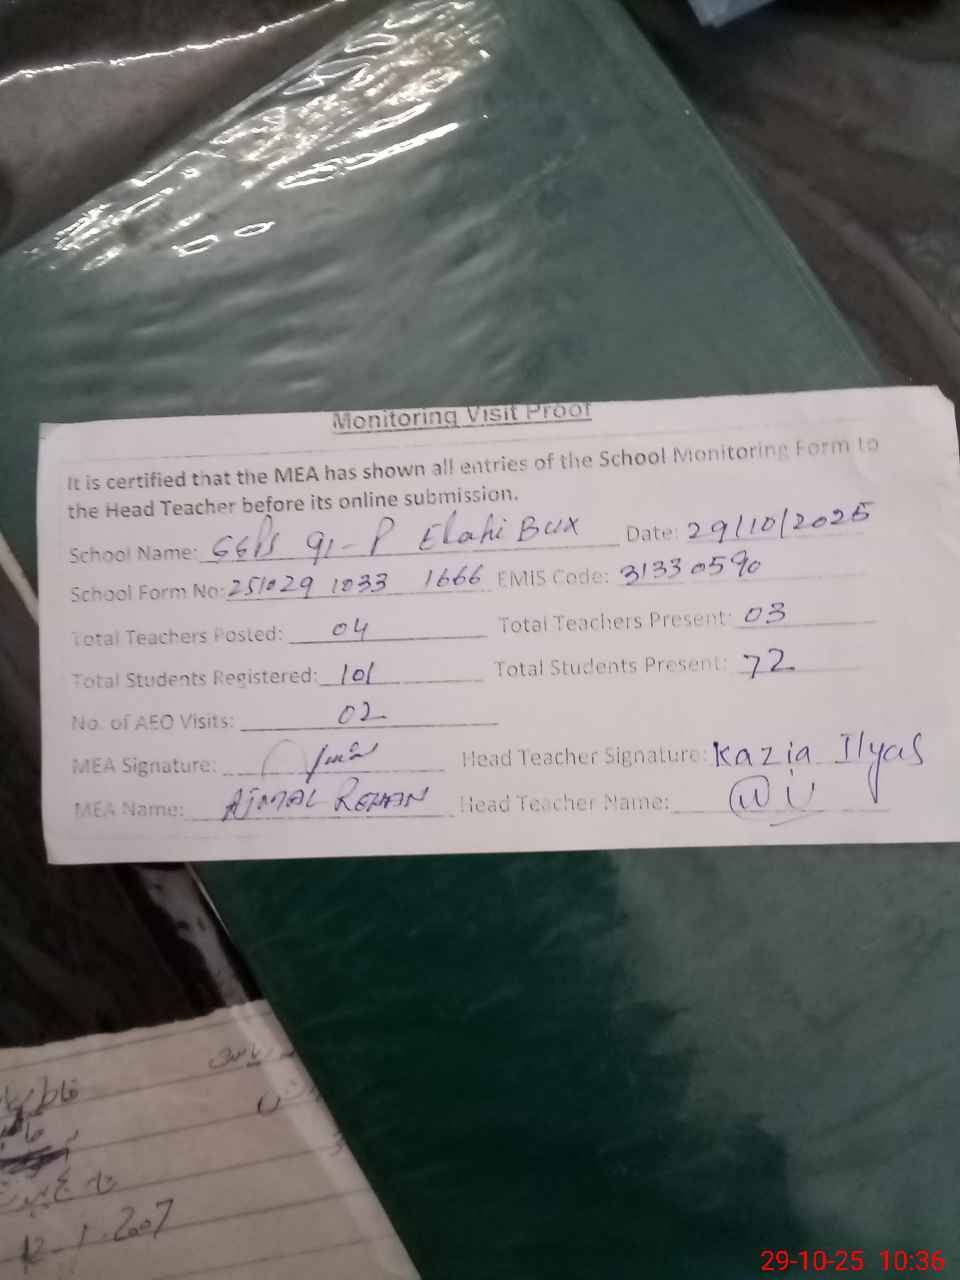 Monitoring Visit Proof
It is certified that the MEA has shown all entries of the School Monitoring Form to
the Head Teacher before its online submission.
School Name: GGPS 91-P Elahi Bux Date: 29/10/2025
School Form No: 251029 1033 1666 EMIS Code: 31330590
Total Teachers Posted: 04 Total Teachers Present: 03
Total Students Registered: 101 Total Students Present: 72
No. of AEO Visits: 02
MEA Signature: Head Teacher Signature: Kazia Ilyas
MEA Name: AJMAL REHAN Head Teacher Name:
12-1-2007
29-10-25 10:36